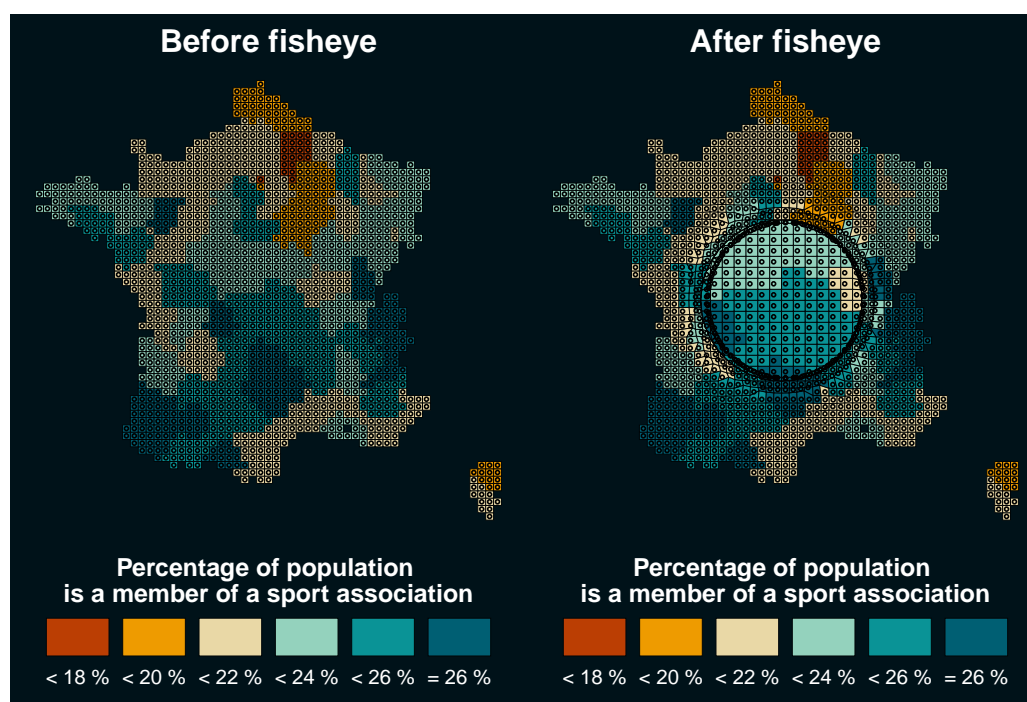 Before fisheye
After fisheye
Percentage of population
is a member of a sport association
< 18 % < 20 % < 22 % < 24 % < 26 % = 26 %
Percentage of population
is a member of a sport association
< 18 % < 20 % < 22 % < 24 % < 26 % = 26 %